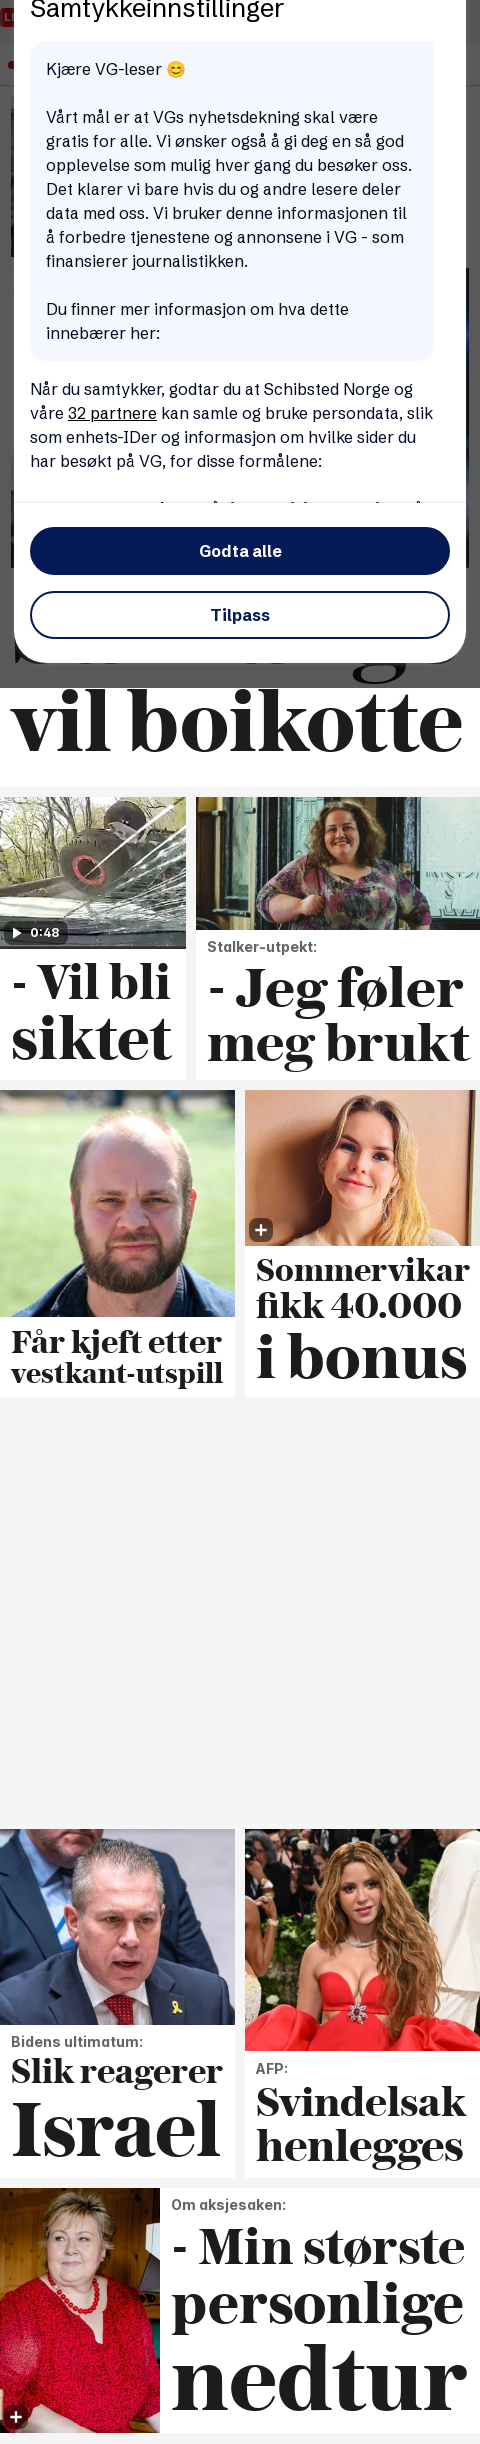 Samtykkeinnstillinger
Kjære VG-leser 😊
Vårt mål er at VGs nyhetsdekning skal være
gratis for alle. Vi ønsker også å gi deg en så god
opplevelse som mulig hver gang du besøker oss.
Det klarer vi bare hvis du og andre lesere deler
data med oss. Vi bruker denne informasjonen til
å forbedre tjenestene og annonsene i VG - som
finansierer journalistikken.
Du finner mer informasjon om hva dette
innebærer her:
Når du samtykker, godtar du at Schibsted Norge og
våre 32 partnere kan samle og bruke persondata, slik
som enhets-IDer og informasjon om hvilke sider du
har besøkt på VG, for disse formålene:
Godta alle
Tilpass
vil boikotte
0:48
- Vil bli
siktet
Stalker-utpekt:
- Jeg føler
meg brukt
Får kjeft etter
vestkant-utspill
Sommervikar
fikk 40.000
i bonus
Bidens ultimatum:
Slik reagerer
Israel
AFP:
Svindelsak
henlegges
Om aksjesaken:
- Min største
personlige
nedtur